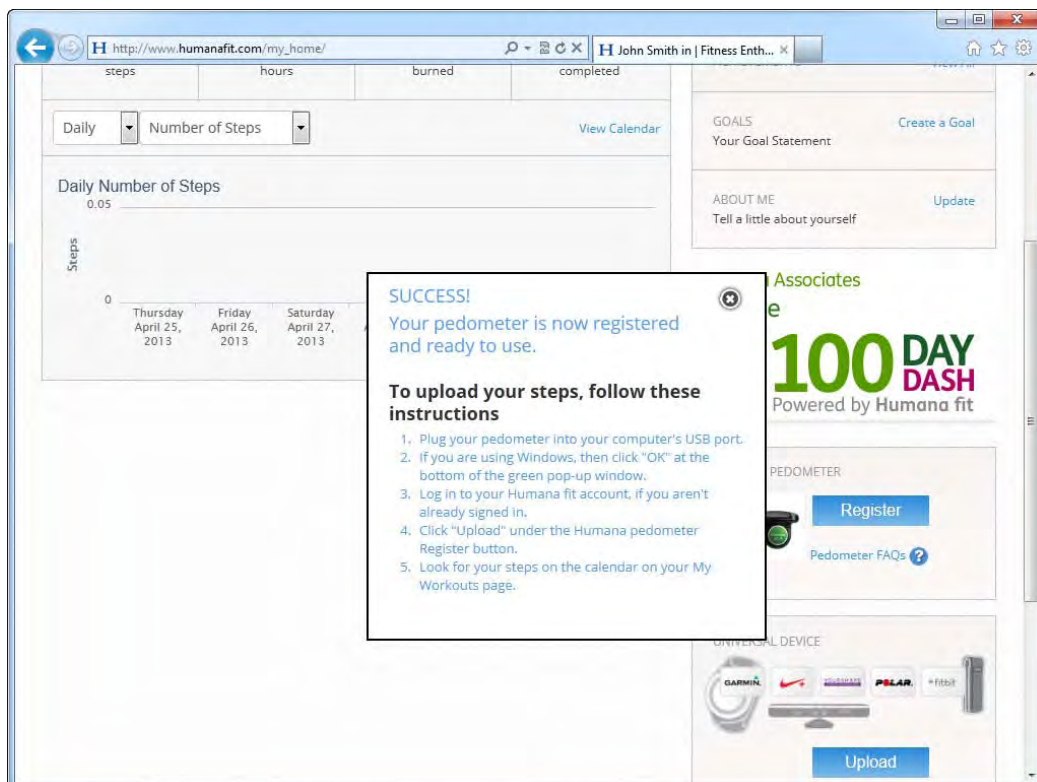 H http://www.humanafit.com/my_home/
H John Smith in | Fitness Enth... ×
steps hours burned completed
View All
Daily Number of Steps View Calendar
GOALS Create a Goal
Your Goal Statement
ABOUT ME Update
Tell a little about yourself
Daily Number of Steps
0.05
Steps
0
Thursday
April 25,
2013
Friday
April 26,
2013
Saturday
April 27,
2013
SUCCESS!
Your pedometer is now registered
and ready to use.
To upload your steps, follow these
instructions
1. Plug your pedometer into your computer's USB port.
2. If you are using Windows, then click "OK" at the
bottom of the green pop-up window.
3. Log in to your Humana fit account, if you aren't
already signed in.
4. Click "Upload" under the Humana pedometer
Register button.
5. Look for your steps on the calendar on your My
Workouts page.
Associates
100 DAY
DASH
Powered by Humana fit
PEDOMETER
Register
Pedometer FAQs ?
UNIVERSAL DEVICE
GARMIN POLAR fitbit
Upload